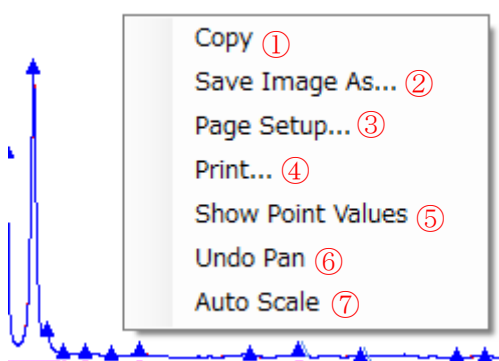 Copy ①
Save Image As... ②
Page Setup... ③
Print... ④
Show Point Values ⑤
Undo Pan ⑥
Auto Scale ⑦